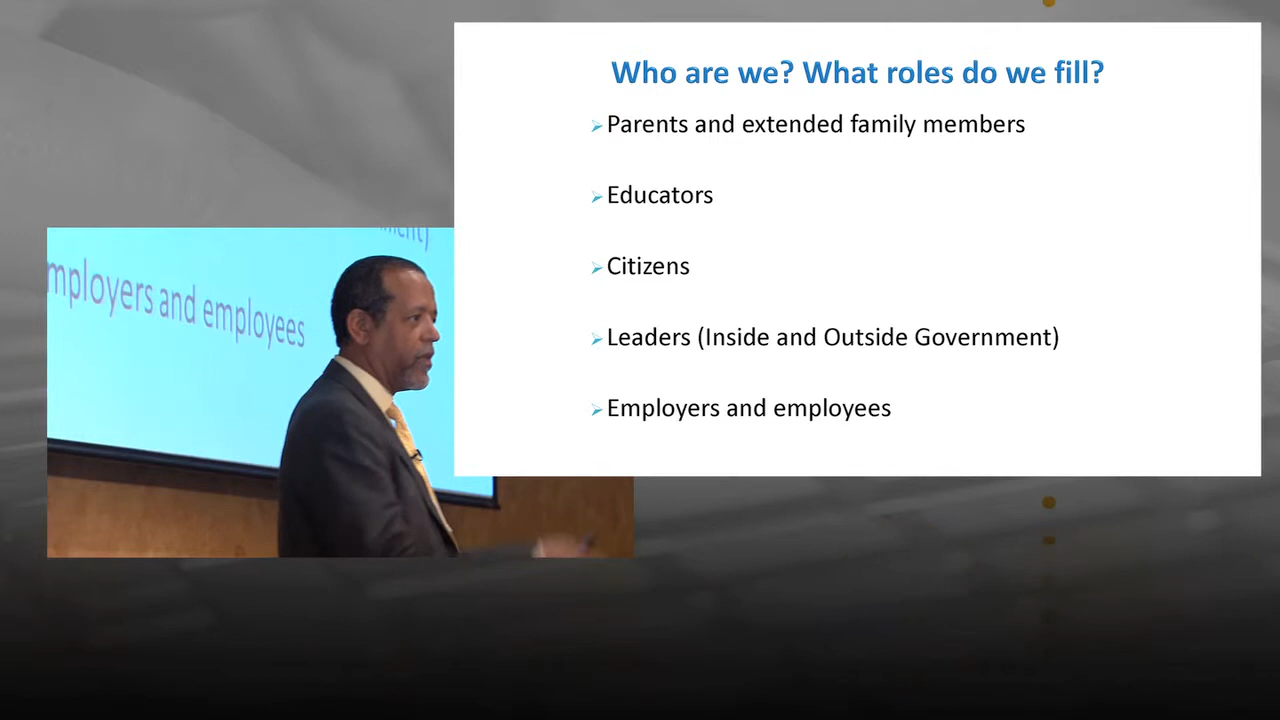 Who are we? What roles do we fill?
Parents and extended family members
Educators
Citizens
Leaders (Inside and Outside Government)
Employers and employees
mployers and employees